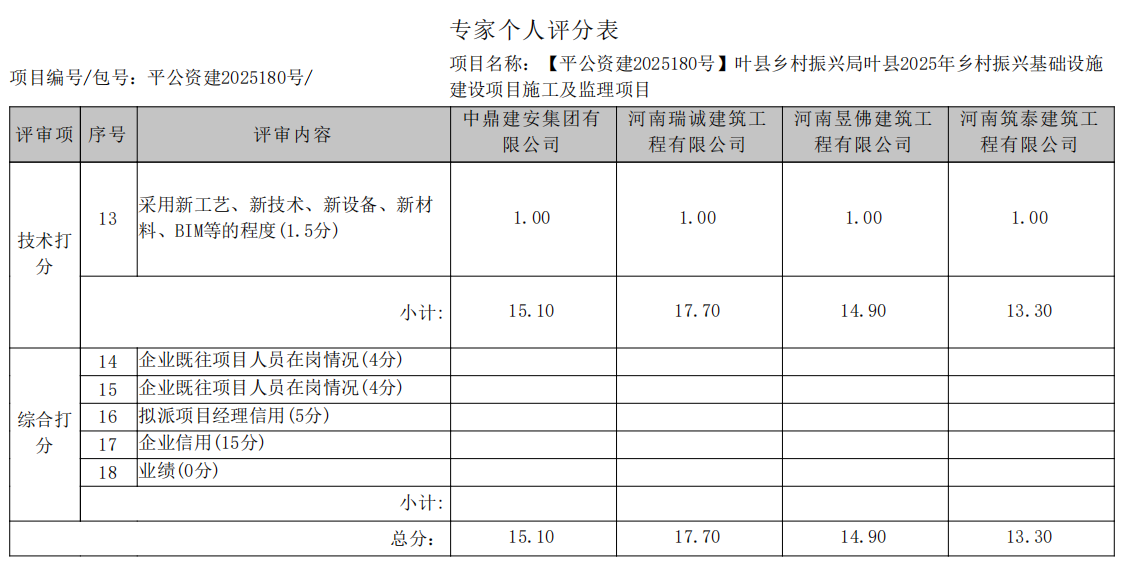 专家个人评分表
项目编号/包号：平公资建2025180号/
项目名称：【平公资建2025180号】叶县乡村振兴局叶县2025年乡村振兴基础设施
建设项目施工及监理项目
评审项 序号 评审内容 中鼎建安集团有限公司 河南瑞诚建筑工程有限公司 河南昱佛建筑工程有限公司 河南筑泰建筑工程有限公司
技术打分
13 采用新工艺、新技术、新设备、新材料、BIM等的程度(1.5分) 1.00 1.00 1.00 1.00
小计: 15.10 17.70 14.90 13.30
综合打分
14 企业既往项目人员在岗情况(4分)
15 企业既往项目人员在岗情况(4分)
16 拟派项目经理信用(5分)
17 企业信用(15分)
18 业绩(0分)
小计:
总分： 15.10 17.70 14.90 13.30